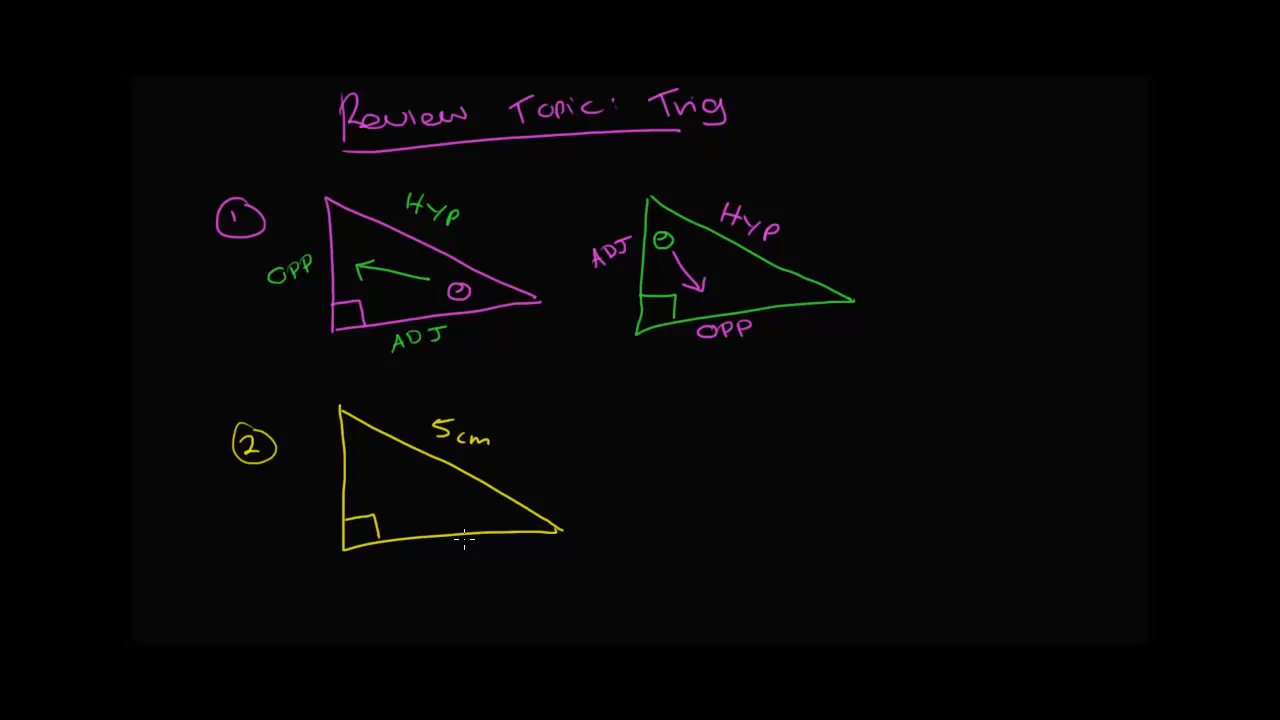 Review Topic: Trig
1
HYP
OPP
θ
ADJ
HYP
ADJ
θ
OPP
2
5cm